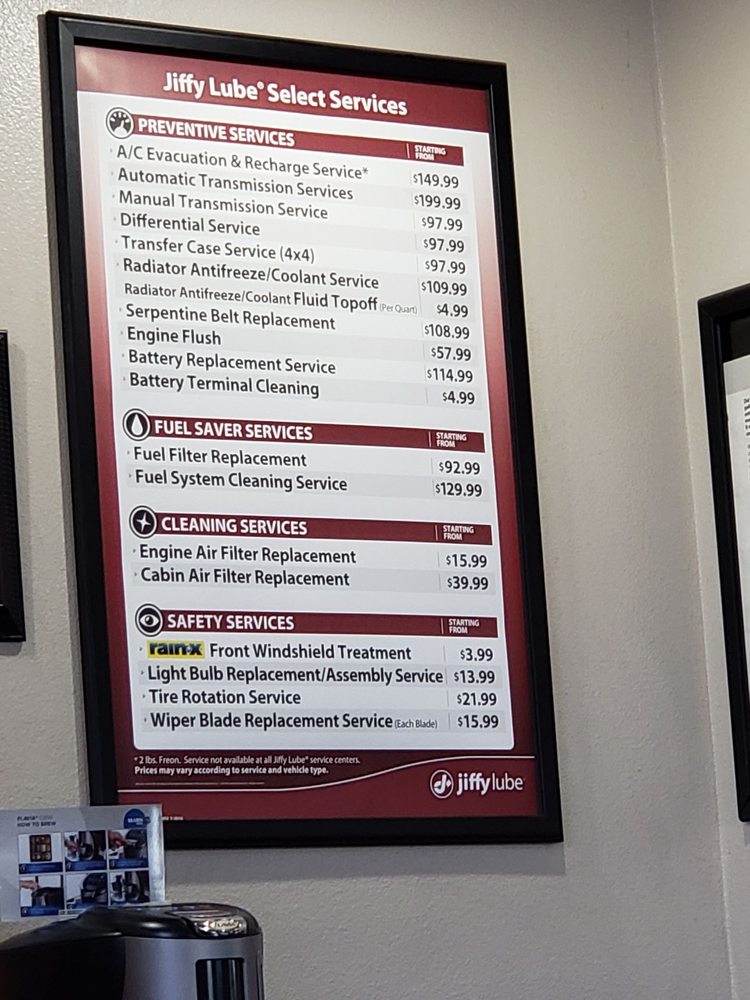 Jiffy Lube® Select Services
PREVENTIVE SERVICES STARTING FROM
A/C Evacuation & Recharge Service* $149.99
Automatic Transmission Services $199.99
Manual Transmission Service $97.99
Differential Service $97.99
Transfer Case Service (4x4) $97.99
Radiator Antifreeze/Coolant Service $109.99
Radiator Antifreeze/Coolant Fluid Topoff (Per Quart) $4.99
Serpentine Belt Replacement $108.99
Engine Flush $57.99
Battery Replacement Service $114.99
Battery Terminal Cleaning $4.99
FUEL SAVER SERVICES STARTING FROM
Fuel Filter Replacement $92.99
Fuel System Cleaning Service $129.99
CLEANING SERVICES STARTING FROM
Engine Air Filter Replacement $15.99
Cabin Air Filter Replacement $39.99
SAFETY SERVICES STARTING FROM
rain-x Front Windshield Treatment $3.99
Light Bulb Replacement/Assembly Service $13.99
Tire Rotation Service $21.99
Wiper Blade Replacement Service (Each Blade) $15.99
*2 lbs. Freon. Service not available at all Jiffy Lube® service centers.
Prices may vary according to service and vehicle type.
jiffylube
FLAVIA®
HOW TO BREW